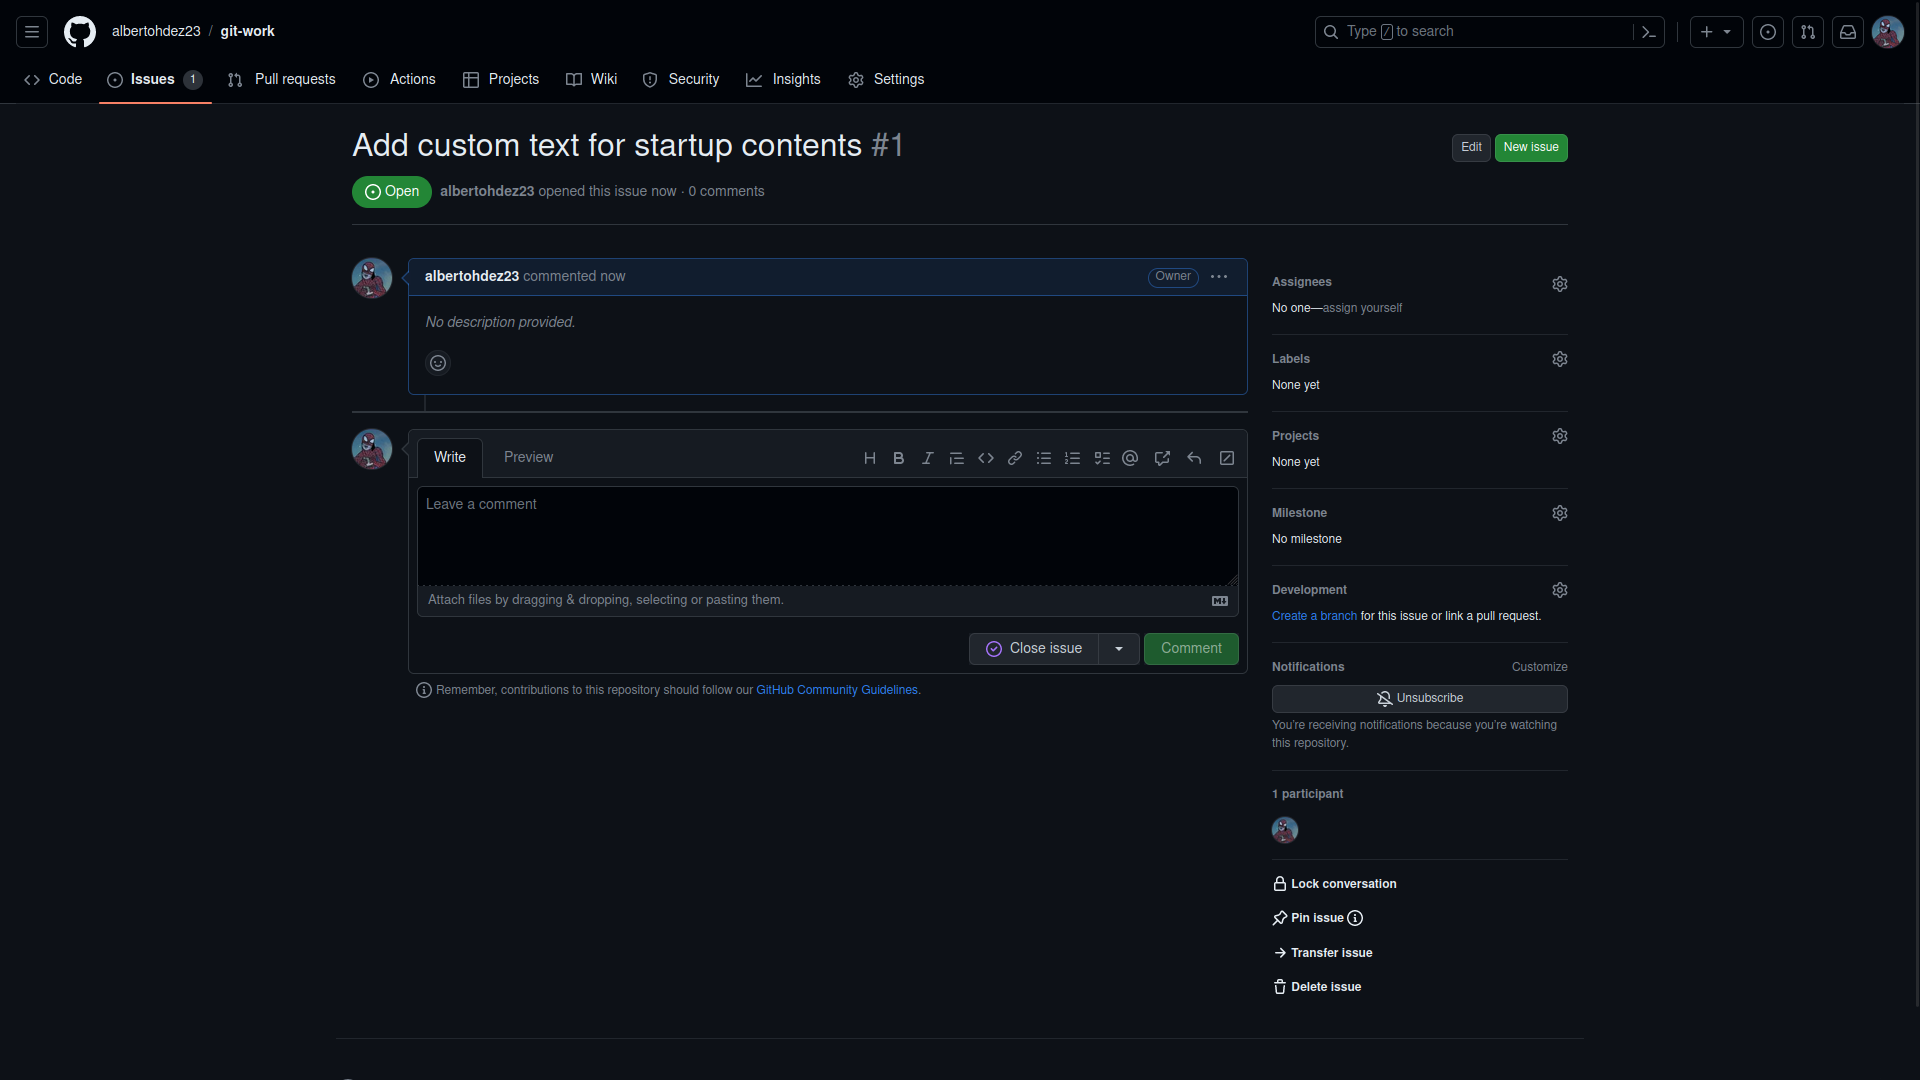 albertohdez23 / git-work
Type / to search
Code
Issues 1
Pull requests
Actions
Projects
Wiki
Security
Insights
Settings
Add custom text for startup contents #1
Edit
New issue
Open
albertohdez23 opened this issue now · 0 comments
albertohdez23 commented now
Owner
No description provided.
Write
Preview
Leave a comment
Attach files by dragging & dropping, selecting or pasting them.
Close issue
Comment
Remember, contributions to this repository should follow our GitHub Community Guidelines.
Assignees
No one—assign yourself
Labels
None yet
Projects
None yet
Milestone
No milestone
Development
Create a branch for this issue or link a pull request.
Notifications
Customize
Unsubscribe
You're receiving notifications because you're watching
this repository.
1 participant
Lock conversation
Pin issue
Transfer issue
Delete issue